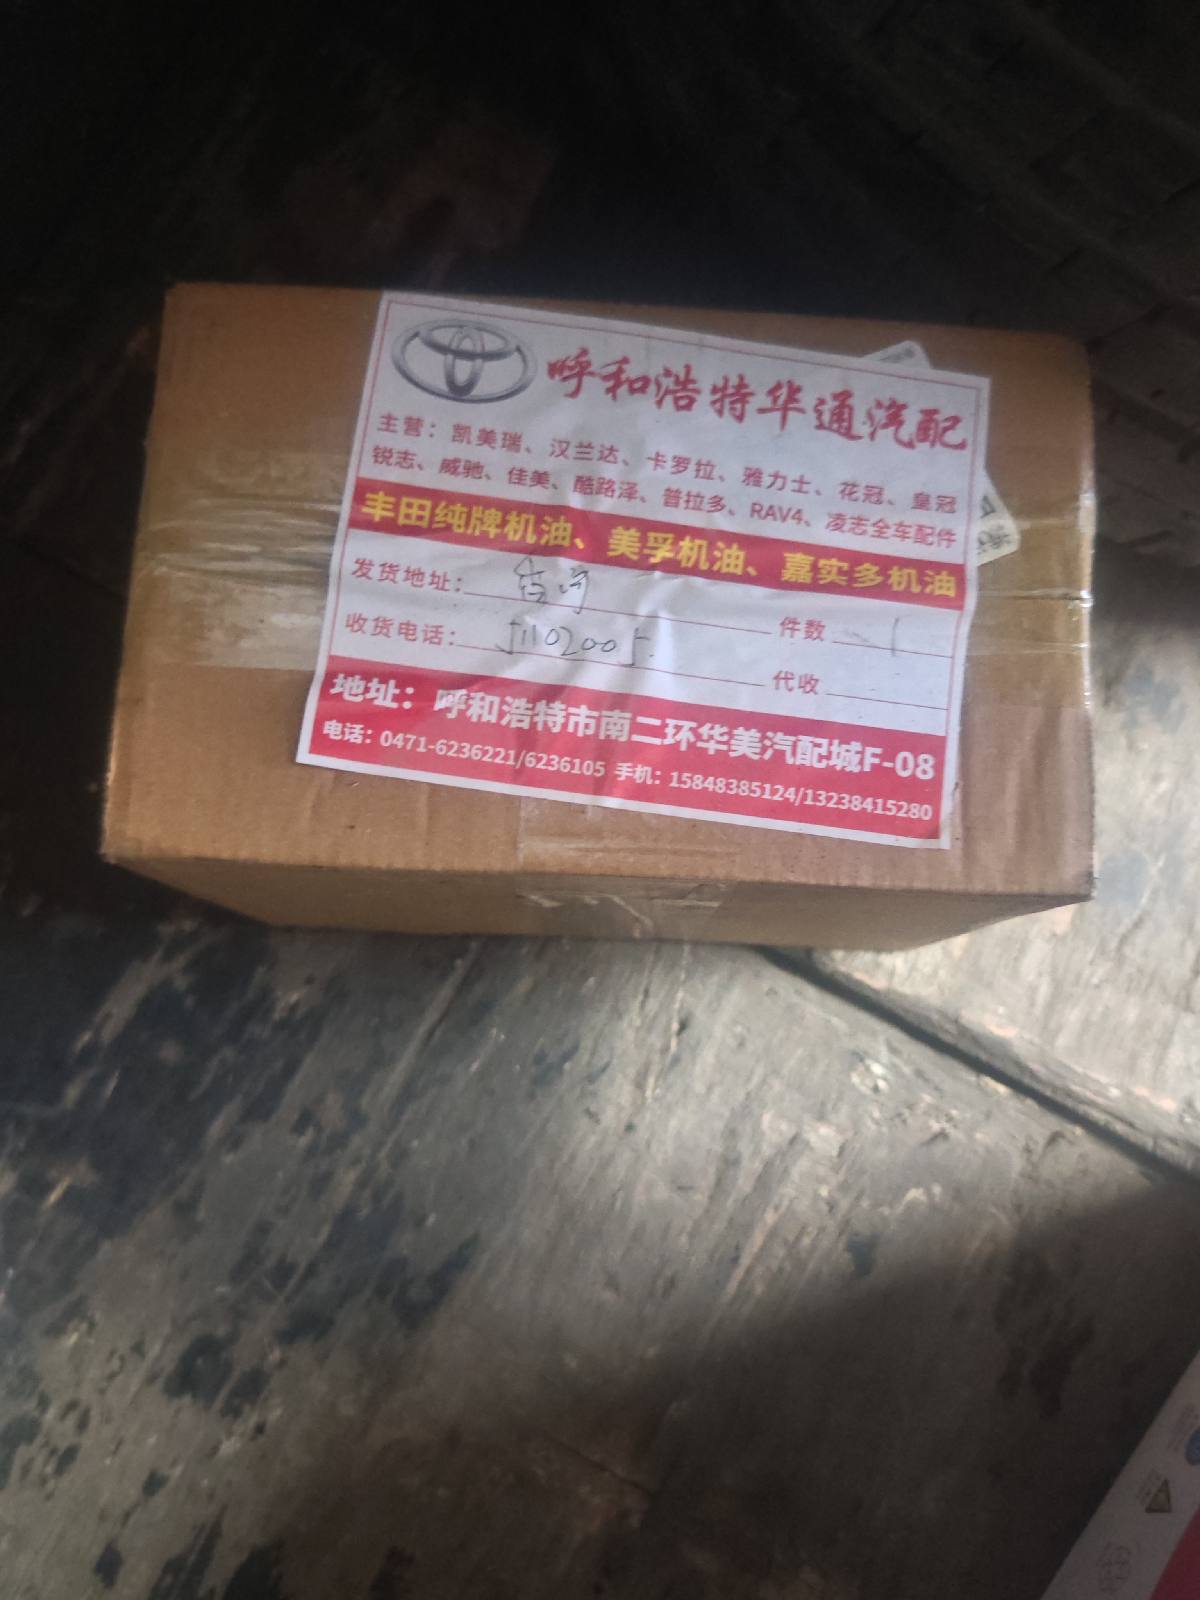 呼和浩特华通汽配
主营：凯美瑞、汉兰达、卡罗拉、雅力士、花冠、皇冠
锐志、威驰、佳美、酷路泽、普拉多、RAV4、凌志全车配件
丰田纯牌机油、美孚机油、嘉实多机油
发货地址： 件数 1
收货电话： 51102005. 代收
地址：呼和浩特市南二环华美汽配城F-08
电话：0471-6236221/6236105 手机：15848385124/13238415280